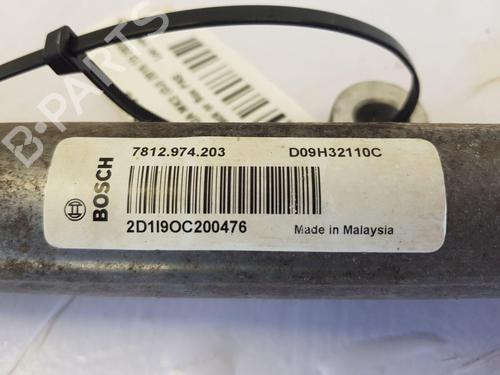 B-PARTS
7812.974.203 D09H32110C
BOSCH
2D1I9OC200476 Made in Malaysia